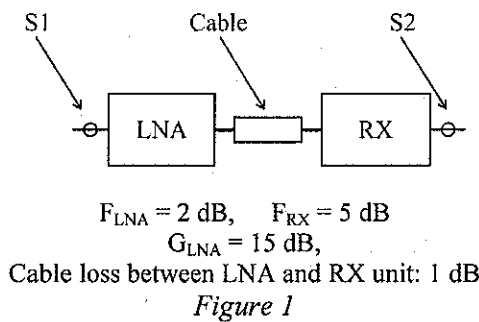 S1 Cable S2
LNA RX
F_LNA = 2 dB, F_RX = 5 dB
G_LNA = 15 dB,
Cable loss between LNA and RX unit: 1 dB
Figure 1